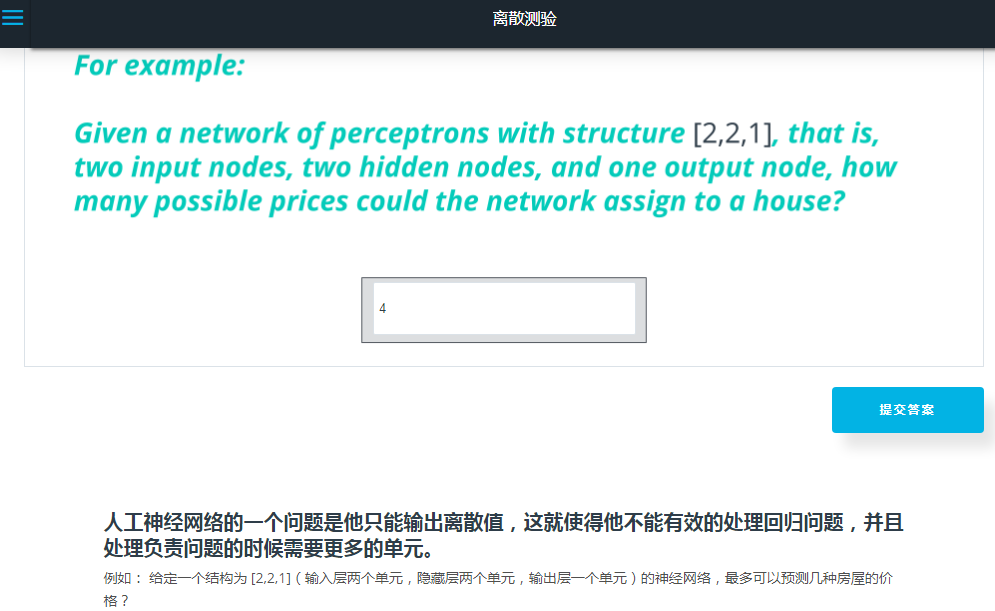 离散测验
For example:
Given a network of perceptrons with structure [2,2,1], that is,
two input nodes, two hidden nodes, and one output node, how
many possible prices could the network assign to a house?
4
提交答案
人工神经网络的一个问题是他只能输出离散值，这就使得他不能有效的处理回归问题，并且
处理负责问题的时候需要更多的单元。
例如： 给定一个结构为 [2,2,1]（ 输入层两个单元，隐藏层两个单元，输出层一个单元 ）的神经网络，最多可以预测几种房屋的价
格？